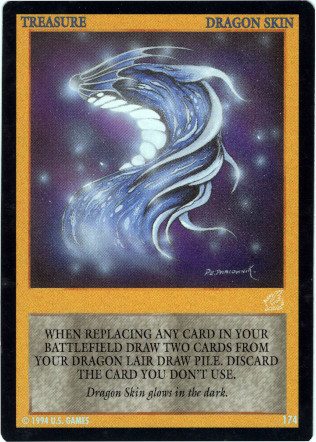 TREASURE
DRAGON SKIN
WHEN REPLACING ANY CARD IN YOUR
BATTLEFIELD DRAW TWO CARDS FROM
YOUR DRAGON LAIR DRAW PILE. DISCARD
THE CARD YOU DON'T USE.
Dragon Skin glows in the dark.
© 1994 U.S. GAMES
174